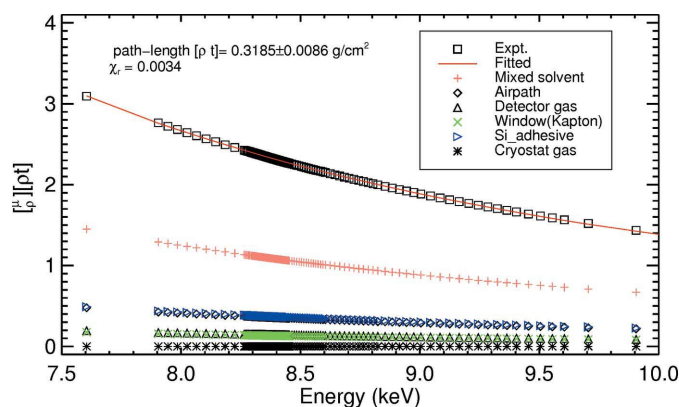 path-length [ρ t]= 0.3185±0.0086 g/cm²
χr = 0.0034
Expt.
Fitted
Mixed solvent
Airpath
Detector gas
Window(Kapton)
Si_adhesive
Cryostat gas
4
3
2
1
0
[μ/ρ][ρt]
7.5 8.0 8.5 9.0 9.5 10.0
Energy (keV)